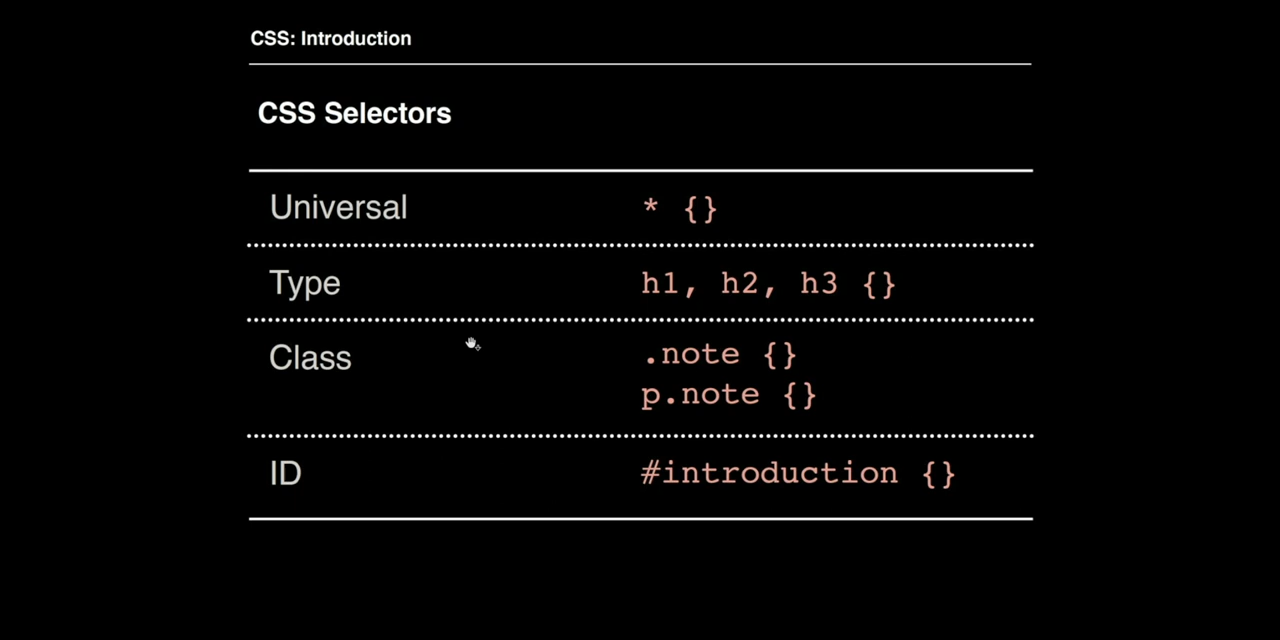 CSS: Introduction
CSS Selectors
Universal * {}
Type h1, h2, h3 {}
Class .note {}
p.note {}
ID #introduction {}